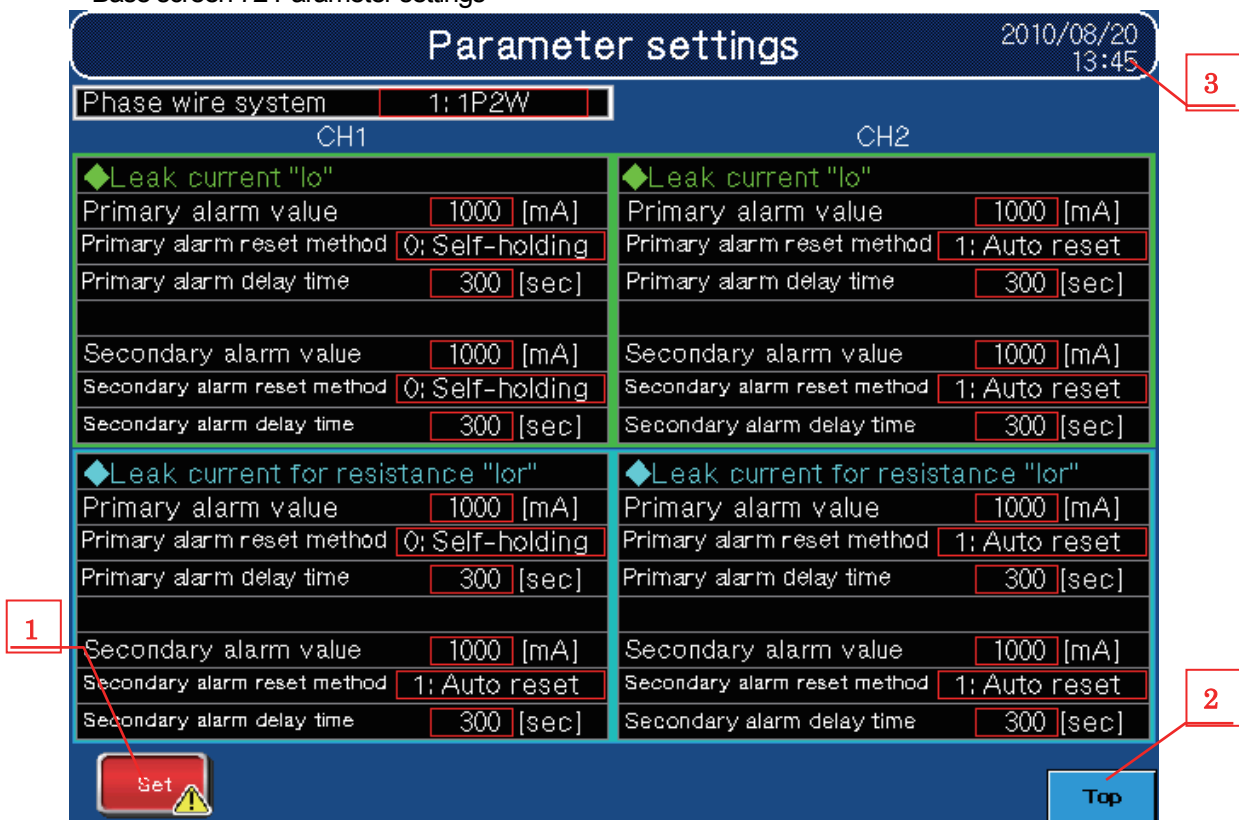 Base screen 72 Parameter settings
Parameter settings
2010/08/20
13:45
3
Phase wire system 1: 1P2W
CH1 CH2
◆Leak current "Io" ◆Leak current "Io"
Primary alarm value 1000 [mA] Primary alarm value 1000 [mA]
Primary alarm reset method 0: Self-holding Primary alarm reset method 1: Auto reset
Primary alarm delay time 300 [sec] Primary alarm delay time 300 [sec]
Secondary alarm value 1000 [mA] Secondary alarm value 1000 [mA]
Secondary alarm reset method 0: Self-holding Secondary alarm reset method 1: Auto reset
Secondary alarm delay time 300 [sec] Secondary alarm delay time 300 [sec]
◆Leak current for resistance "Ior" ◆Leak current for resistance "Ior"
Primary alarm value 1000 [mA] Primary alarm value 1000 [mA]
Primary alarm reset method 0: Self-holding Primary alarm reset method 1: Auto reset
Primary alarm delay time 300 [sec] Primary alarm delay time 300 [sec]
1
Secondary alarm value 1000 [mA] Secondary alarm value 1000 [mA]
Secondary alarm reset method 1: Auto reset Secondary alarm reset method 1: Auto reset
2
Secondary alarm delay time 300 [sec] Secondary alarm delay time 300 [sec]
Set
Top